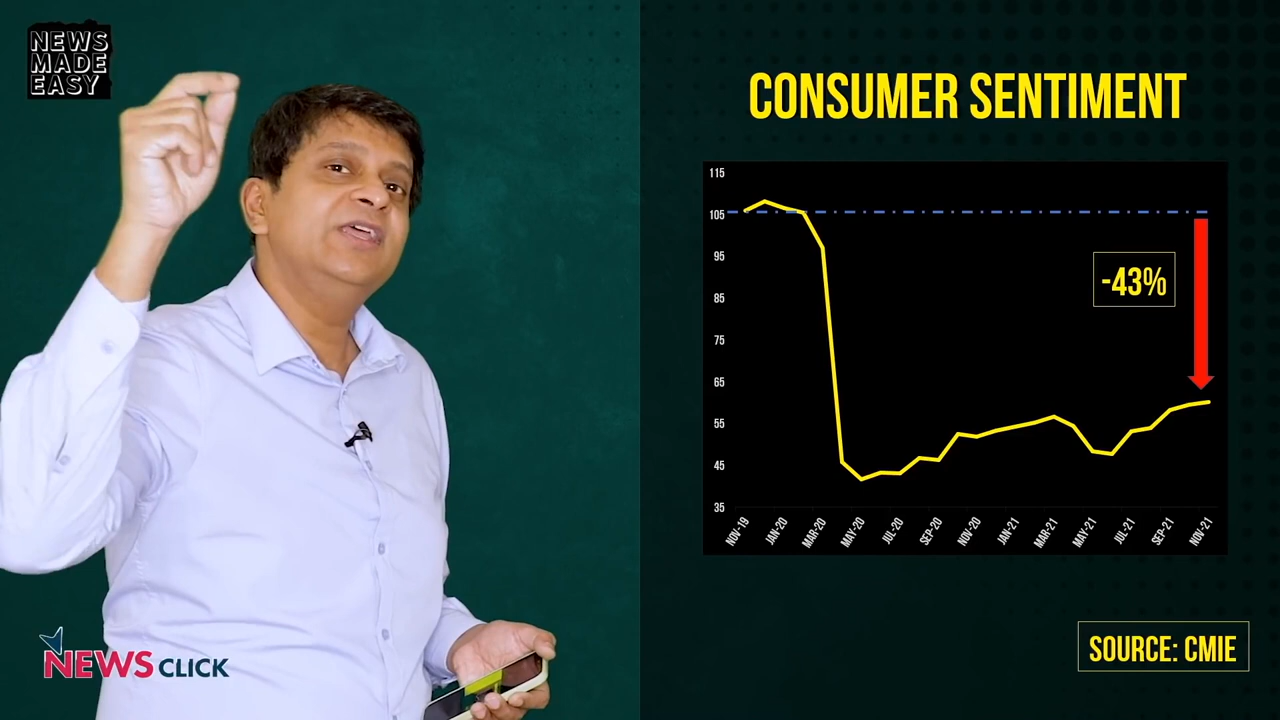 NEWS
MADE
EASY
NEWS CLICK
CONSUMER SENTIMENT
115
105
95
85
75
65
55
45
35
-43%
NOV-19 JAN-20 MAR-20 MAY-20 JUL-20 SEP-20 NOV-20 JAN-21 MAR-21 MAY-21 JUL-21 SEP-21 NOV-21
SOURCE: CMIE